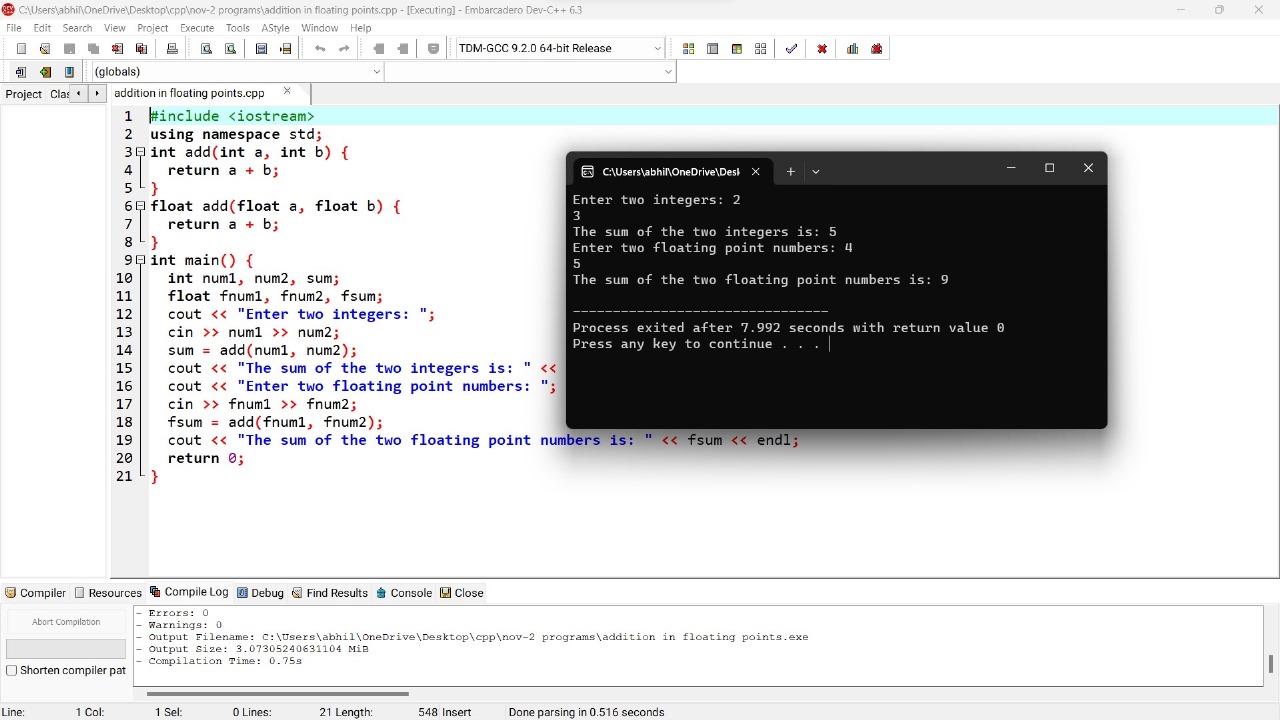 C:\Users\abhil\OneDrive\Desktop\cpp\nov-2 programs\addition in floating points.cpp - [Executing] - Embarcadero Dev-C++ 6.3
File Edit Search View Project Execute Tools AStyle Window Help
TDM-GCC 9.2.0 64-bit Release
(globals)
Project Clas addition in floating points.cpp
1 #include <iostream>
2 using namespace std;
3 int add(int a, int b) {
4 return a + b;
5 }
6 float add(float a, float b) {
7 return a + b;
8 }
9 int main() {
10 int num1, num2, sum;
11 float fnum1, fnum2, fsum;
12 cout << "Enter two integers: ";
13 cin >> num1 >> num2;
14 sum = add(num1, num2);
15 cout << "The sum of the two integers is: " <<
16 cout << "Enter two floating point numbers: ";
17 cin >> fnum1 >> fnum2;
18 fsum = add(fnum1, fnum2);
19 cout << "The sum of the two floating point numbers is: " << fsum << endl;
20 return 0;
21 }
C:\Users\abhil\OneDrive\Desk
Enter two integers: 2
3
The sum of the two integers is: 5
Enter two floating point numbers: 4
5
The sum of the two floating point numbers is: 9
--------------------------------
Process exited after 7.992 seconds with return value 0
Press any key to continue . . .
Compiler Resources Compile Log Debug Find Results Console Close
Abort Compilation
Shorten compiler pat
- Errors: 0
- Warnings: 0
- Output Filename: C:\Users\abhil\OneDrive\Desktop\cpp\nov-2 programs\addition in floating points.exe
- Output Size: 3.07305240631104 MiB
- Compilation Time: 0.75s
Line: 1 Col: 1 Sel: 0 Lines: 21 Length: 548 Insert Done parsing in 0.516 seconds